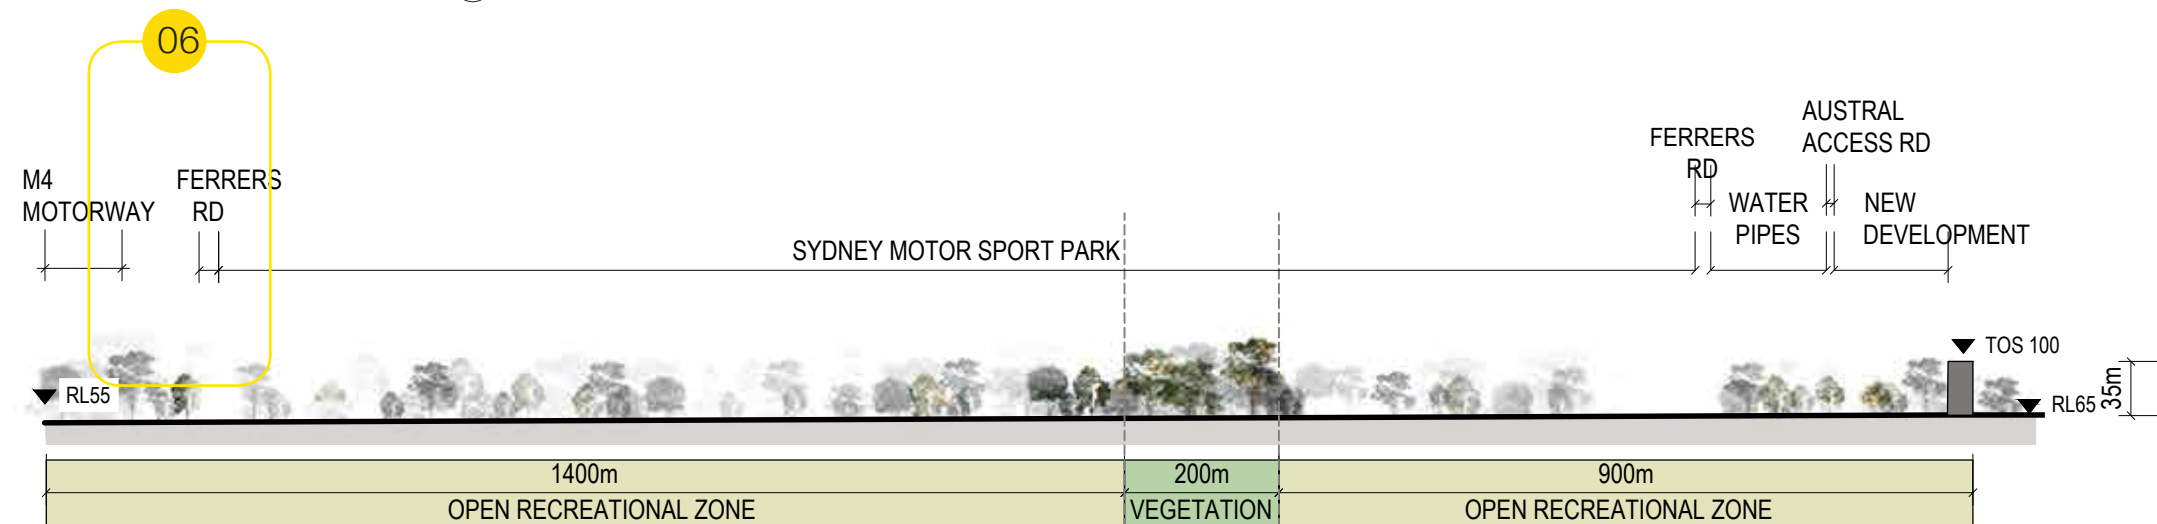 06
M4
MOTORWAY
FERRERS
RD
SYDNEY MOTOR SPORT PARK
FERRERS
RD
WATER
PIPES
AUSTRAL
ACCESS RD
NEW
DEVELOPMENT
TOS 100
35m
RL55
RL65
1400m
OPEN RECREATIONAL ZONE
200m
VEGETATION
900m
OPEN RECREATIONAL ZONE